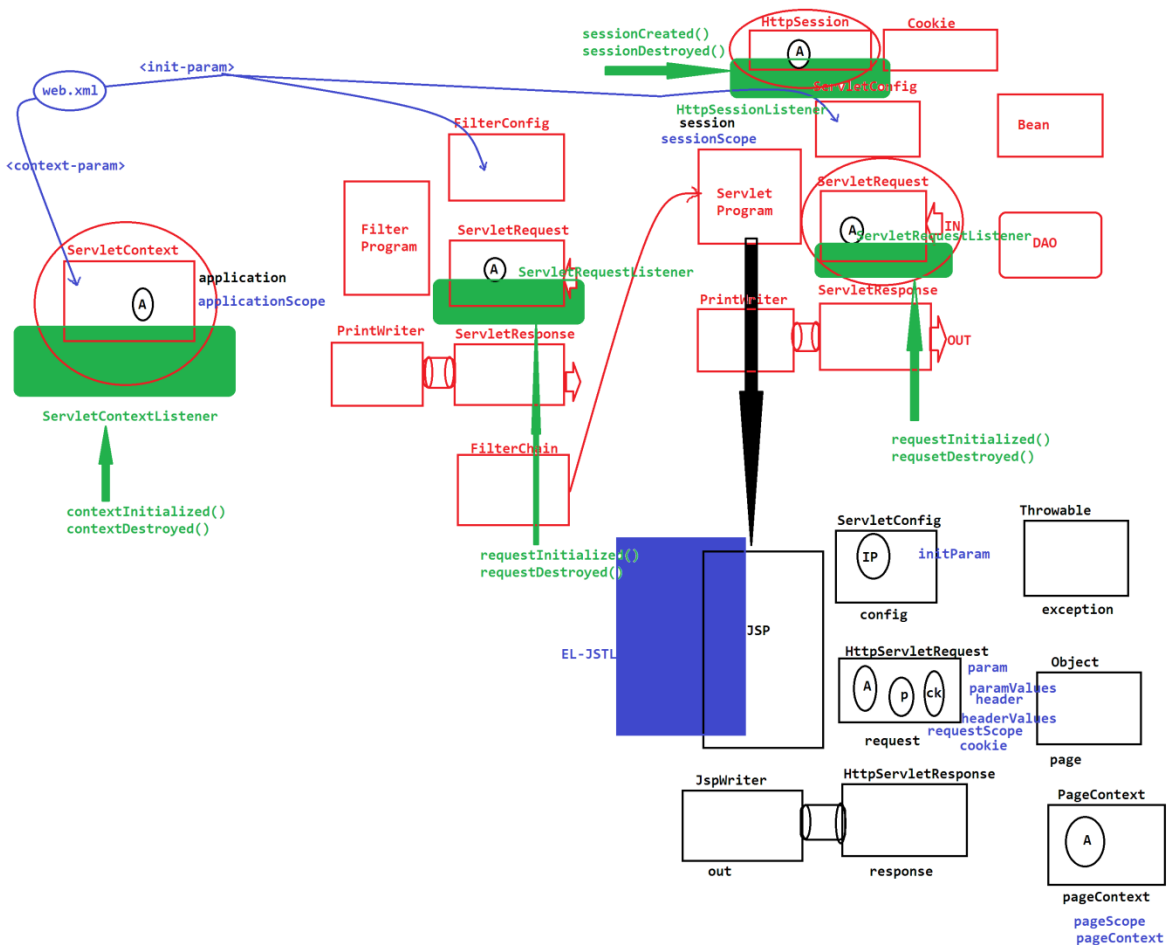 HttpSession
Cookie
sessionCreated()
sessionDestroyed()
A
<init-param>
web.xml
ServletConfig
HttpSessionListener
session
sessionScope
FilterConfig
Bean
<context-param>
ServletContext
application
applicationScope
A
Filter
Program
ServletRequest
A
ServletRequestListener
Servlet
Program
ServletRequest
A
IN
ServletRequestListener
DAO
PrintWriter
ServletResponse
PrintWriter
ServletResponse
OUT
ServletContextListener
contextInitialized()
contextDestroyed()
FilterChain
requestInitialized()
requsetDestroyed()
requestInitialized()
requestDestroyed()
ServletConfig
IP
initParam
config
Throwable
exception
EL-JSTL
JSP
HttpServletRequest
A
p
ck
param
paramValues
header
headerValues
requestScope
cookie
request
Object
page
JspWriter
out
HttpServletResponse
response
PageContext
A
pageContext
pageScope
pageContext